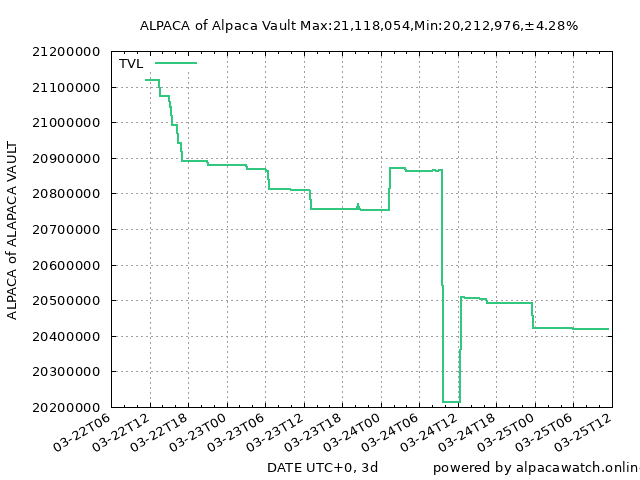 ALPACA of Alpaca Vault Max:21,118,054,Min:20,212,976,±4.28%
TVL
21200000
21100000
21000000
20900000
20800000
20700000
20600000
20500000
20400000
20300000
20200000
ALPACA of ALAPACA VAULT
03-22T06
03-22T12
03-22T18
03-23T00
03-23T06
03-23T12
03-23T18
03-24T00
03-24T06
03-24T12
03-24T18
03-25T00
03-25T06
03-25T12
DATE UTC+0, 3d
powered by alpacawatch.onlin